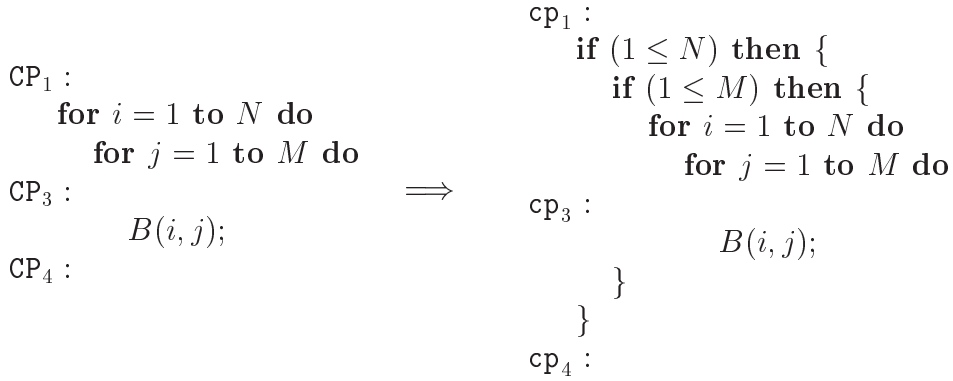 CP₁ :
for i = 1 to N do
for j = 1 to M do
CP₃ :
B(i, j);
CP₄ :
⟹
cp₁ :
if (1 ≤ N) then {
if (1 ≤ M) then {
for i = 1 to N do
for j = 1 to M do
cp₃ :
B(i, j);
}
}
cp₄ :